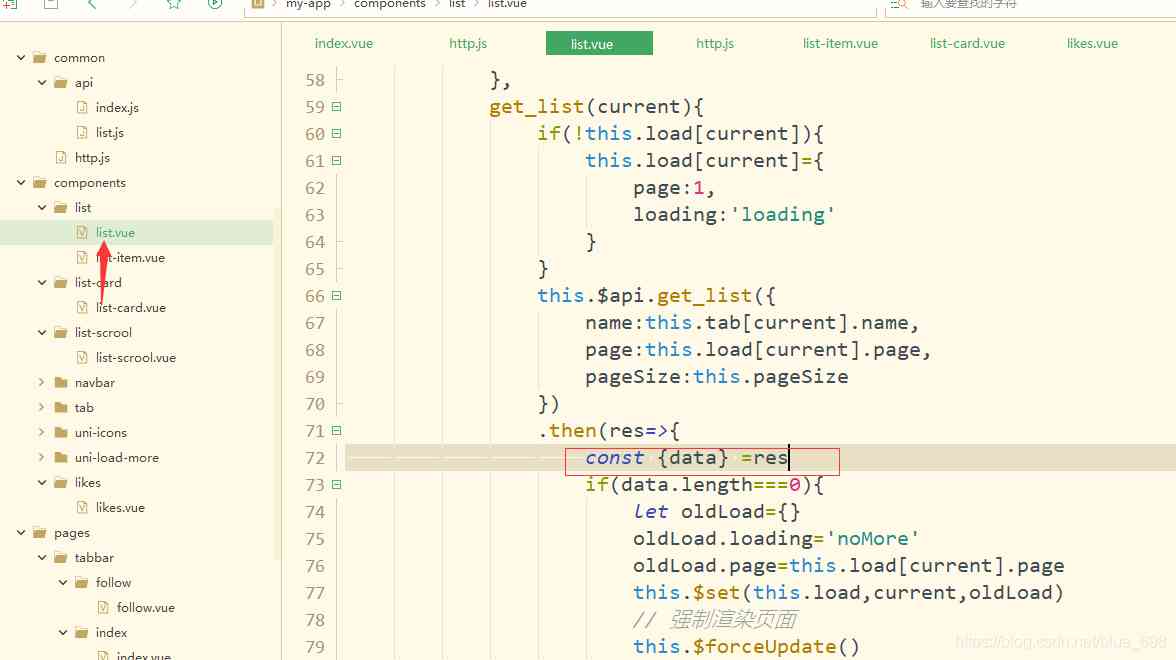 my-app > components > list > list.vue
输入要查找的字符
index.vue http.js list.vue http.js list-item.vue list-card.vue likes.vue
common
api
index.js
list.js
http.js
components
list
list.vue
list-item.vue
list-card
list-card.vue
list-scrool
list-scrool.vue
navbar
tab
uni-icons
uni-load-more
likes
likes.vue
pages
tabbar
follow
follow.vue
index
index.vue
58 },
59 get_list(current){
60 if(!this.load[current]){
61 this.load[current]={
62 page:1,
63 loading:'loading'
64 }
65 }
66 this.$api.get_list({
67 name:this.tab[current].name,
68 page:this.load[current].page,
69 pageSize:this.pageSize
70 })
71 .then(res=>{
72 const {data} =res
73 if(data.length===0){
74 let oldLoad={}
75 oldLoad.loading='noMore'
76 oldLoad.page=this.load[current].page
77 this.$set(this.load,current,oldLoad)
78 // 强制渲染页面
79 this.$forceUpdate()
https://blog.csdn.net/blue_698